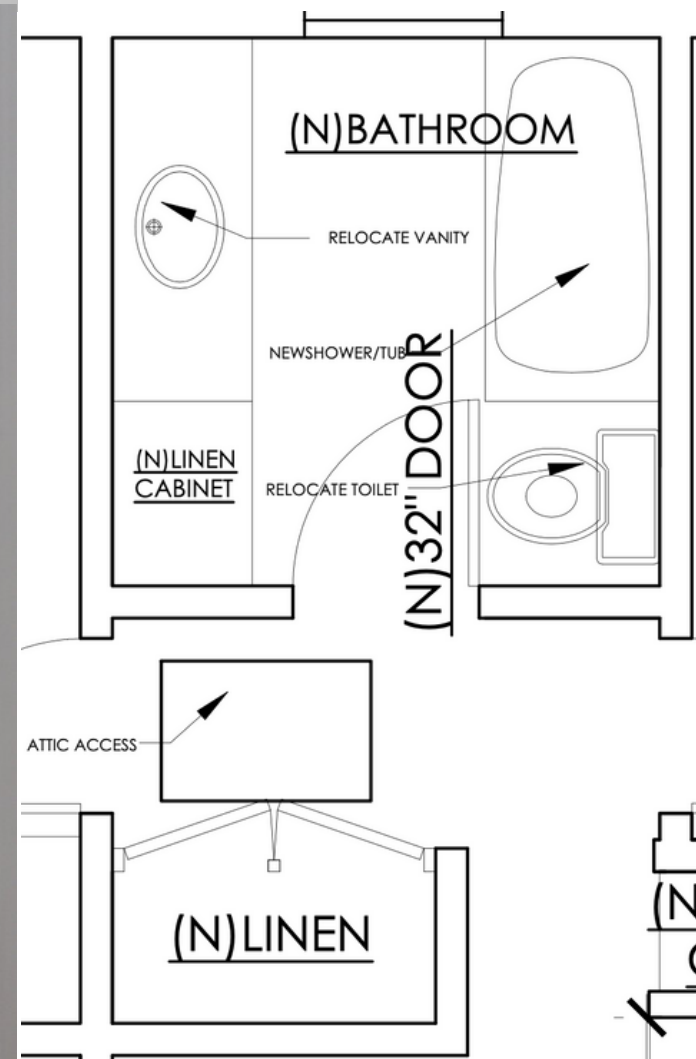 (N)BATHROOM
RELOCATE VANITY
NEWSHOWER/TUB
(N)32" DOOR
(N)LINEN
CABINET
RELOCATE TOILET
ATTIC ACCESS
(N)LINEN
(N